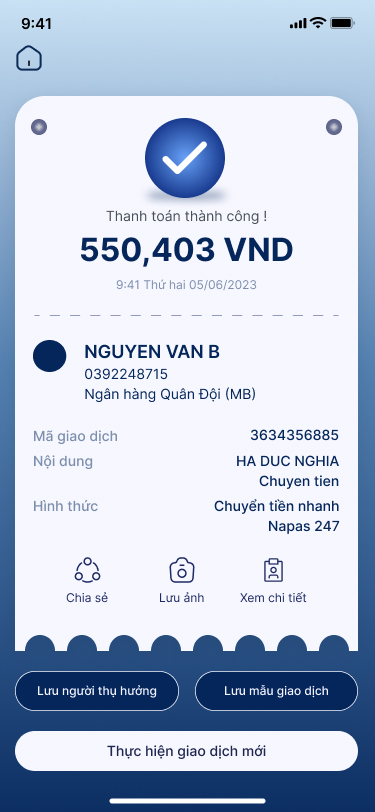 9:41
Thanh toán thành công !
550,403 VND
9:41 Thứ hai 05/06/2023
NGUYEN VAN B
0392248715
Ngân hàng Quân Đội (MB)
Mã giao dịch 3634356885
Nội dung HA DUC NGHIA
Chuyen tien
Hình thức Chuyển tiền nhanh
Napas 247
Chia sẻ Lưu ảnh Xem chi tiết
Lưu người thụ hưởng Lưu mẫu giao dịch
Thực hiện giao dịch mới